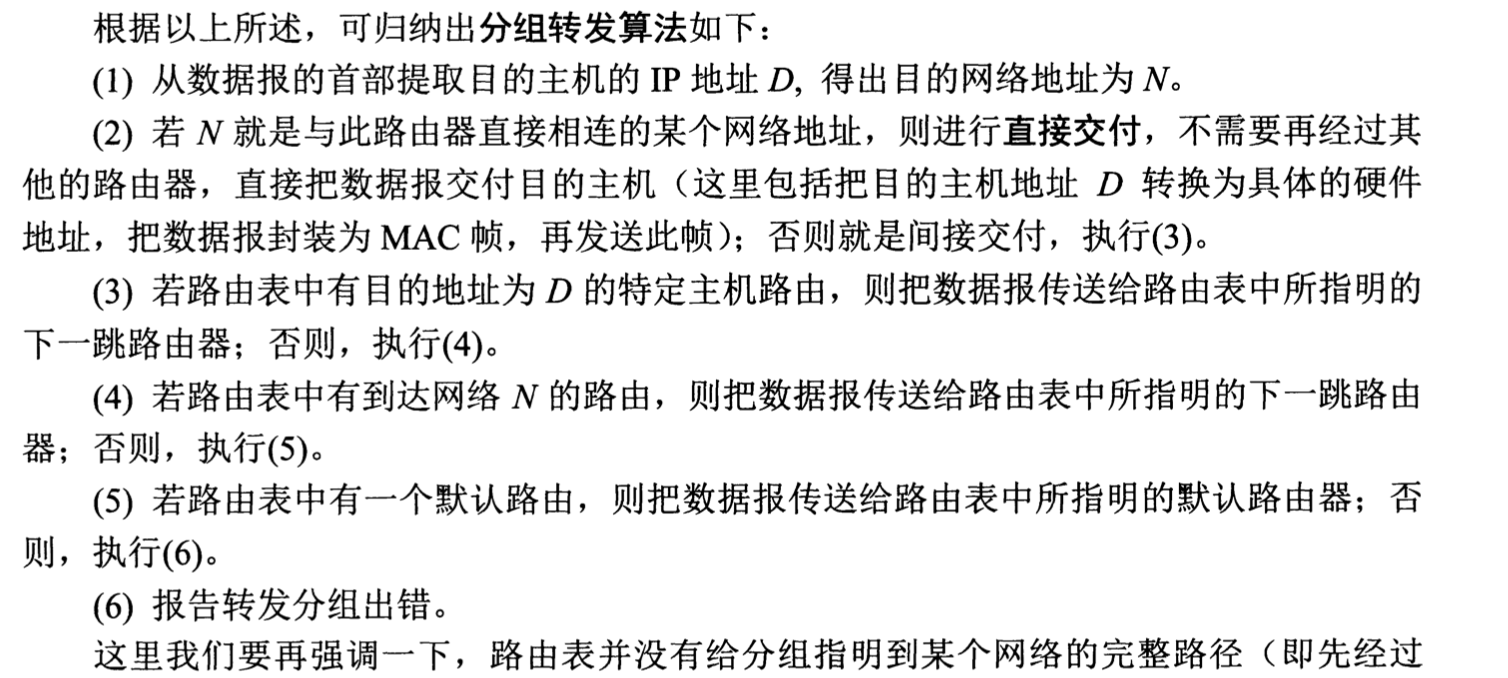 根据以上所述，可归纳出分组转发算法如下：
(1) 从数据报的首部提取目的主机的 IP 地址 D, 得出目的网络地址为 N。
(2) 若 N 就是与此路由器直接相连的某个网络地址，则进行直接交付，不需要再经过其
他的路由器，直接把数据报交付目的主机（这里包括把目的主机地址 D 转换为具体的硬件
地址，把数据报封装为 MAC 帧，再发送此帧）；否则就是间接交付，执行(3)。
(3) 若路由表中有目的地址为 D 的特定主机路由，则把数据报传送给路由表中所指明的
下一跳路由器；否则，执行(4)。
(4) 若路由表中有到达网络 N 的路由，则把数据报传送给路由表中所指明的下一跳路由
器；否则，执行(5)。
(5) 若路由表中有一个默认路由，则把数据报传送给路由表中所指明的默认路由器；否
则，执行(6)。
(6) 报告转发分组出错。
这里我们要再强调一下，路由表并没有给分组指明到某个网络的完整路径（即先经过